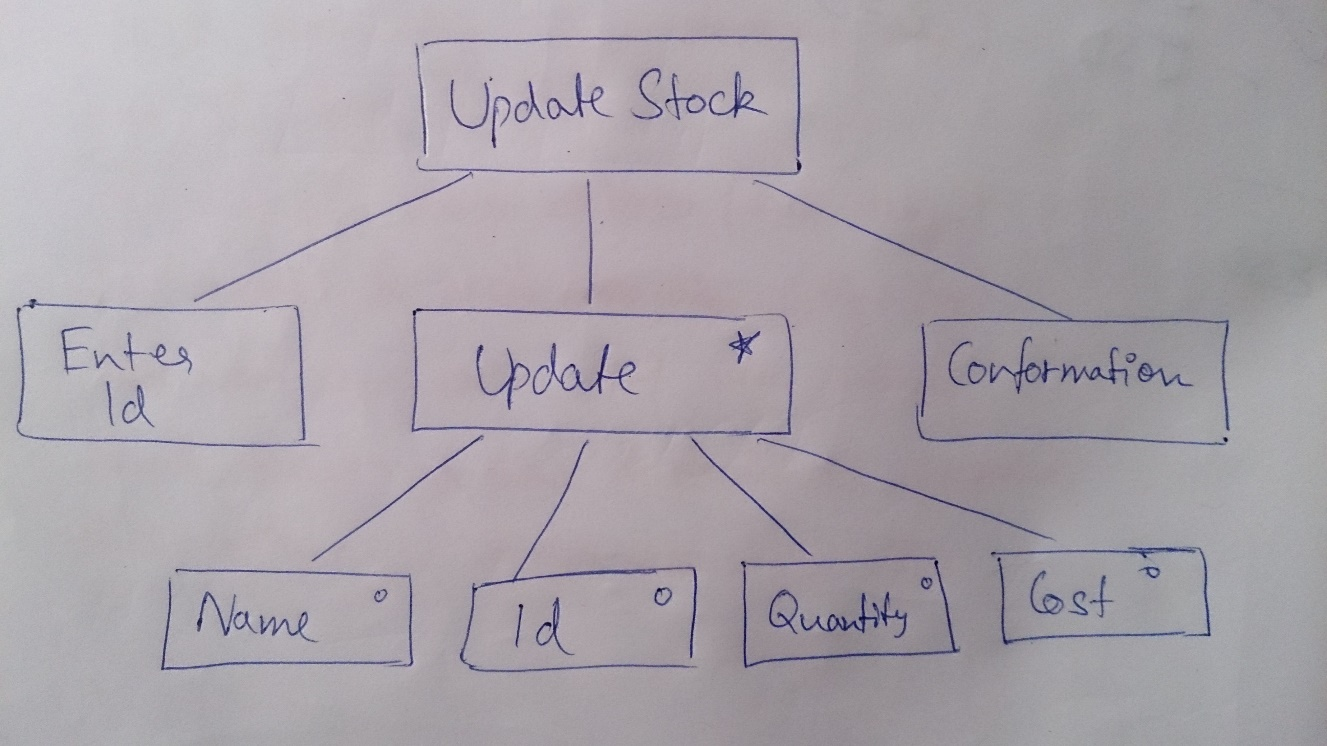 Update Stock
Enter
Id
Update *
Conformation
Name o
Id o
Quantity o
Cost o